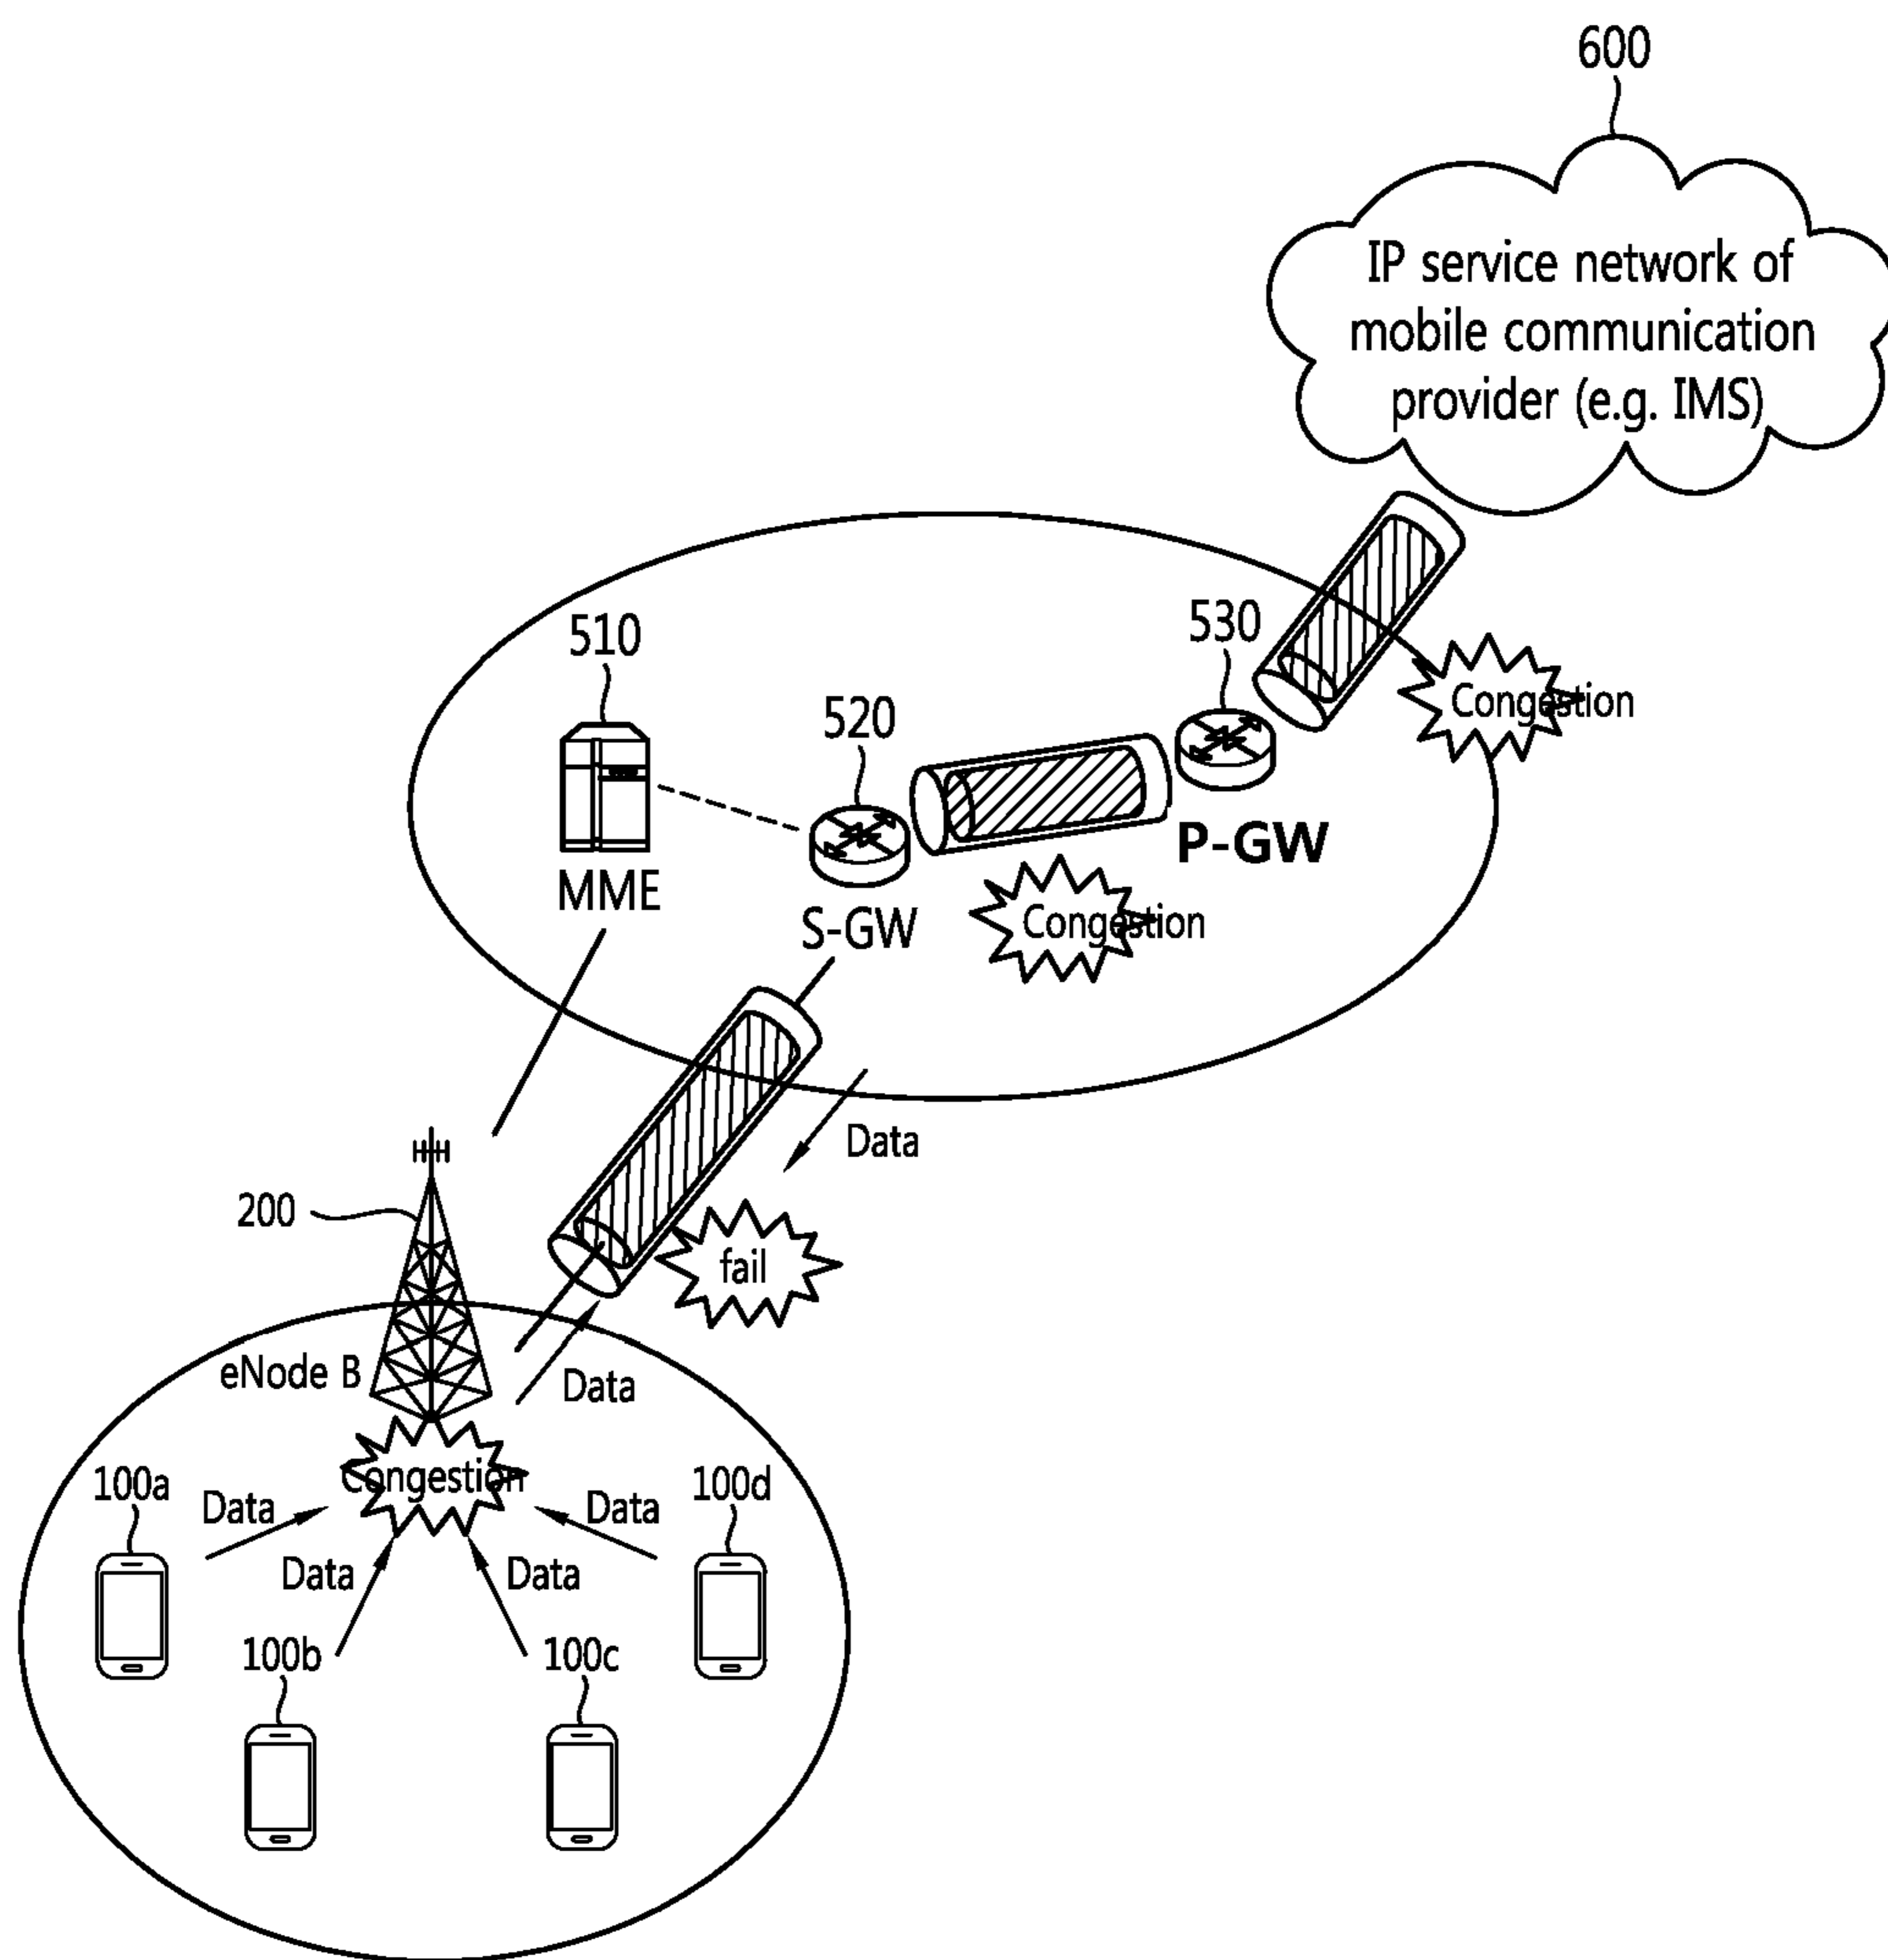 600
IP service network of
mobile communication
provider (e.g. IMS)
510
530
520
Congestion
P-GW
MME
S-GW
Congestion
Data
200
fail
eNode B
Data
Congestion
100a
Data
Data
100d
Data
Data
100b
100c